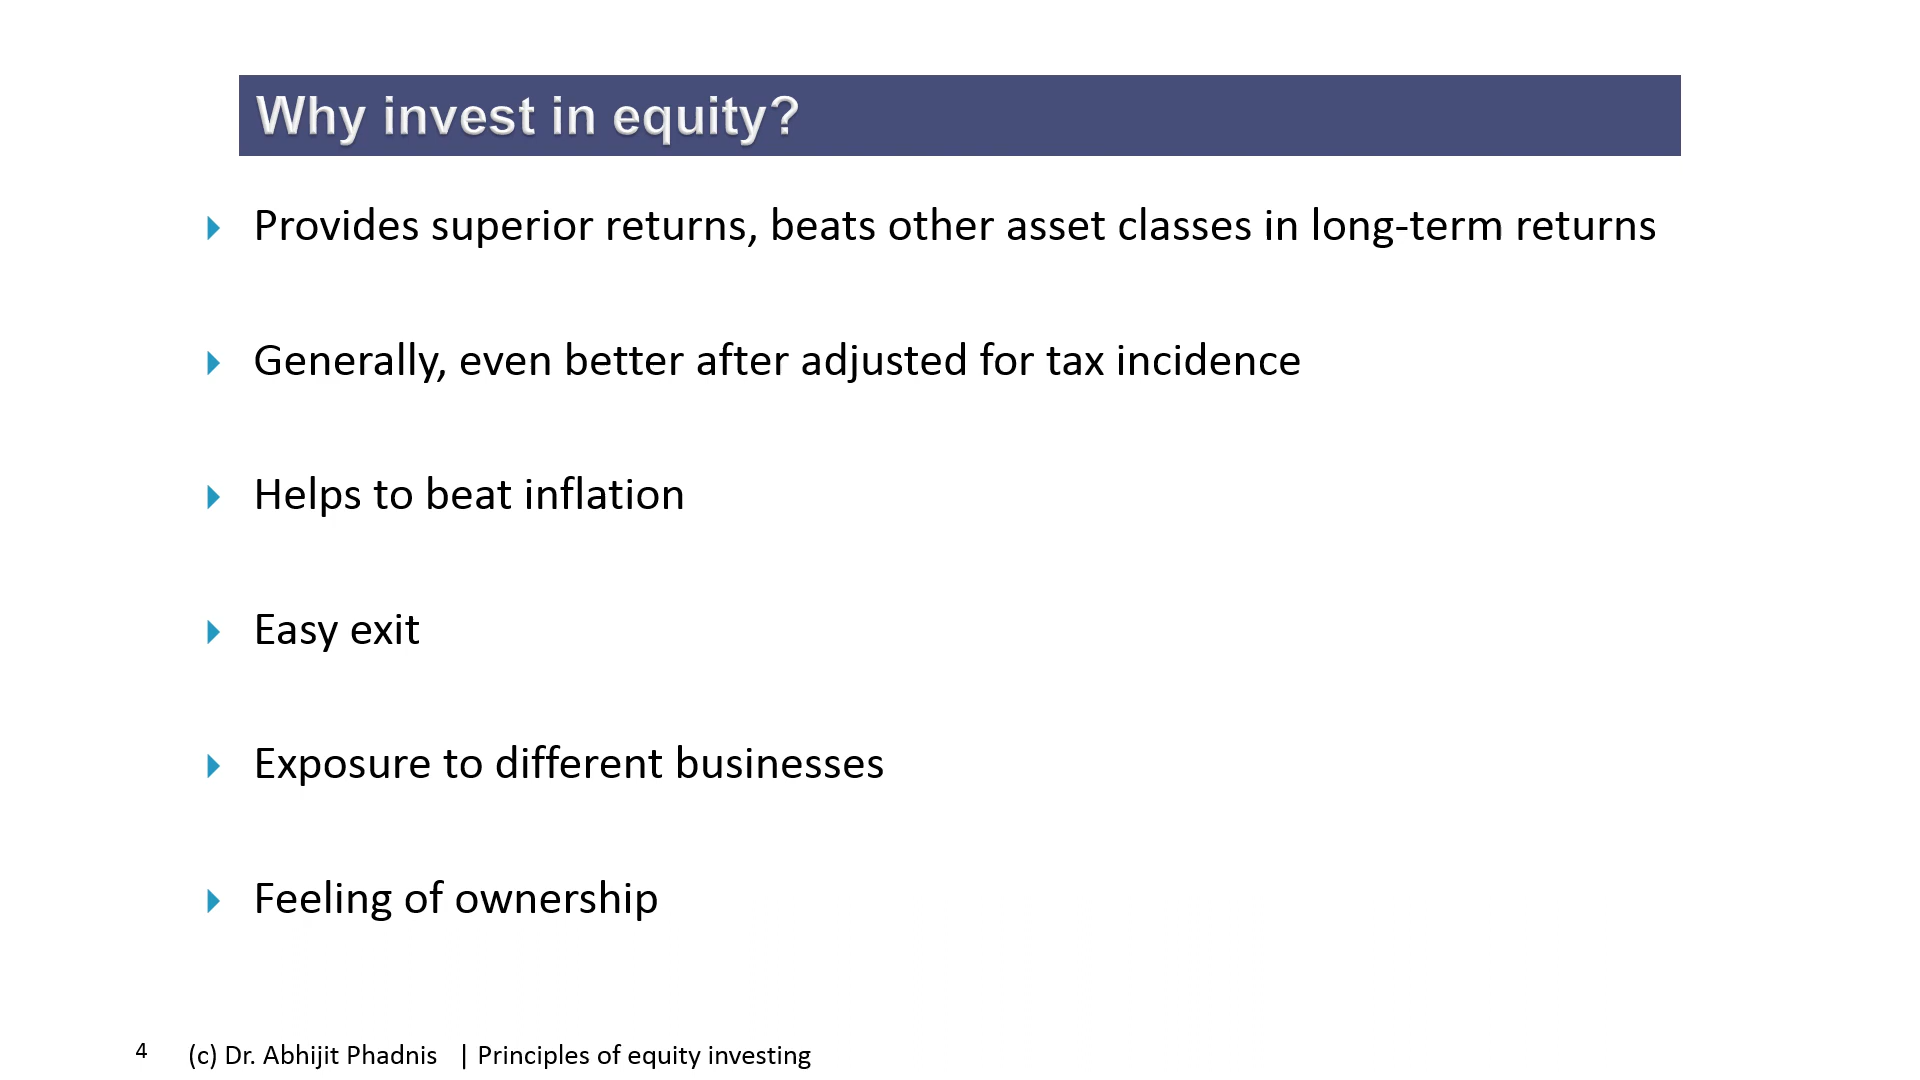 Why invest in equity?
Provides superior returns, beats other asset classes in long-term returns
Generally, even better after adjusted for tax incidence
Helps to beat inflation
Easy exit
Exposure to different businesses
Feeling of ownership
4 (c) Dr. Abhijit Phadnis | Principles of equity investing